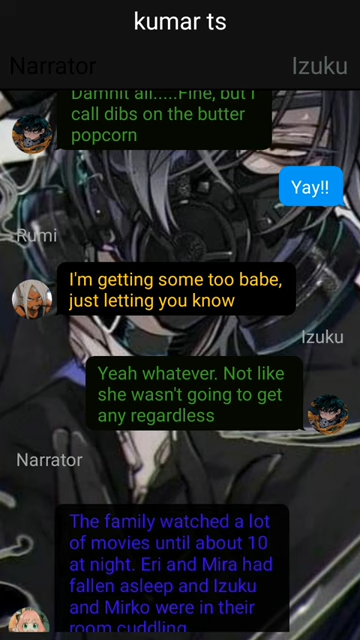 kumar ts
Narrator
Izuku
Damnit all.....Fine, but I
call dibs on the butter
popcorn
Yay!!
Rumi
I'm getting some too babe,
just letting you know
Izuku
Yeah whatever. Not like
she wasn't going to get
any regardless
Narrator
The family watched a lot
of movies until about 10
at night. Eri and Mira had
fallen asleep and Izuku
and Mirko were in their
room cuddling